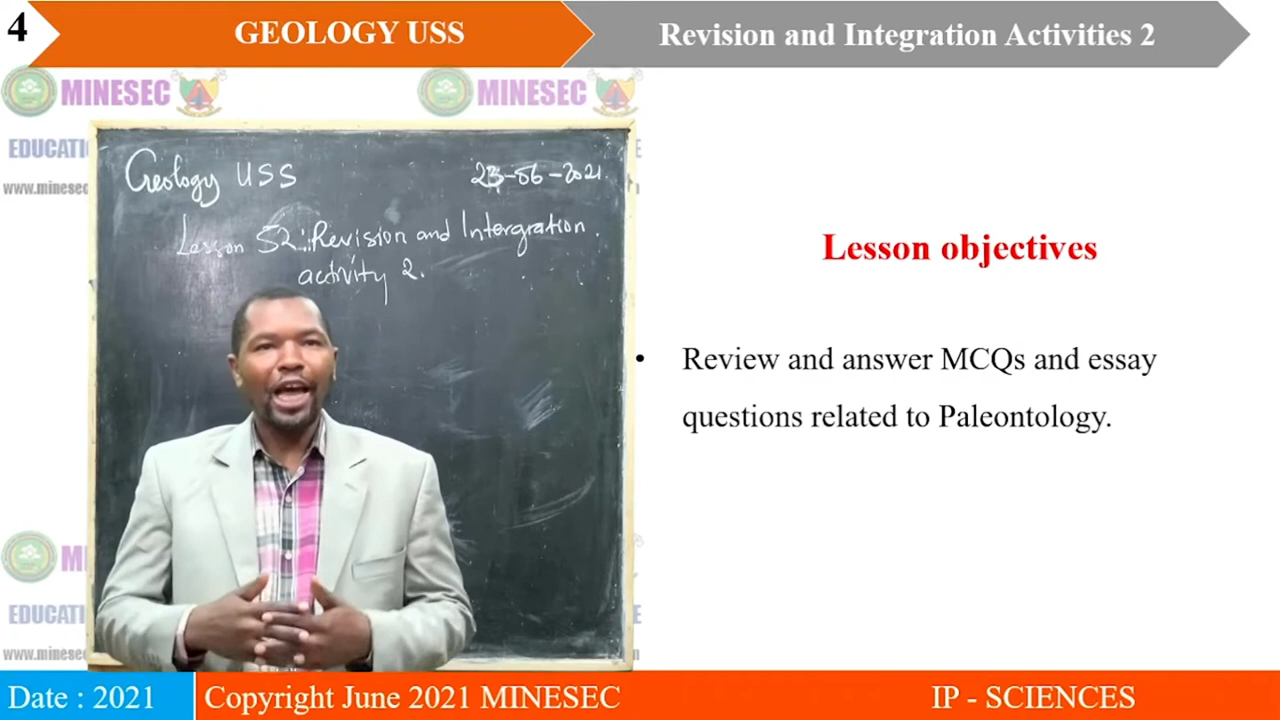 4
GEOLOGY USS
Revision and Integration Activities 2
MINESEC
MINESEC
EDUCATI
www.minesec
Geology USS
23-06-2021
Lesson 52: Revision and Intergration
activity 2.
Lesson objectives
• Review and answer MCQs and essay
questions related to Paleontology.
M
EDUCATI
www.minesec
Date : 2021
Copyright June 2021 MINESEC
IP - SCIENCES